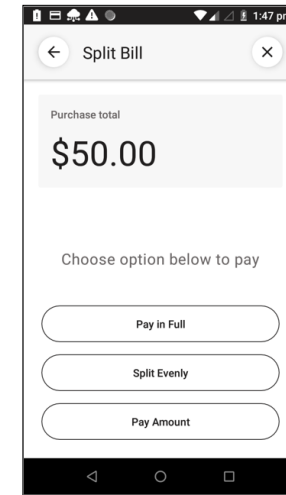 1:47 pm
Split Bill
Purchase total
$50.00
Choose option below to pay
Pay in Full
Split Evenly
Pay Amount